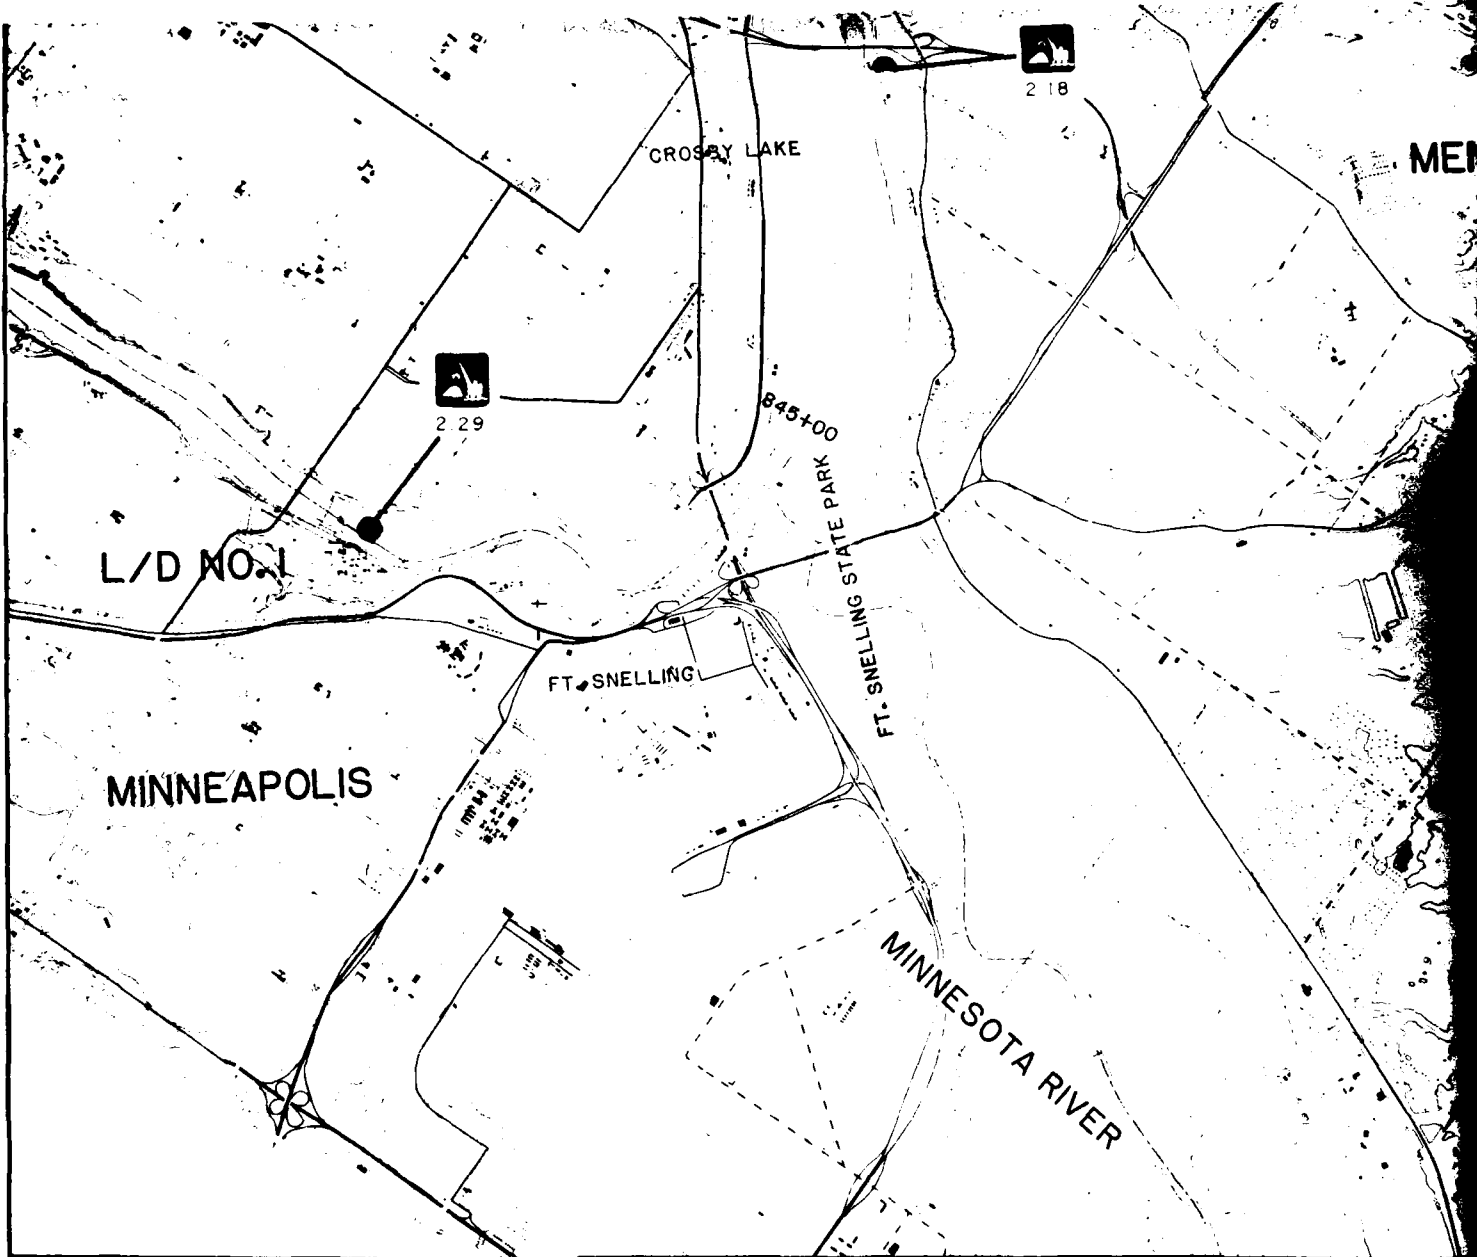 2.18
CROSBY LAKE
MEN
2.29
845+00
FT. SNELLING STATE PARK
L/D NO. 1
FT. SNELLING
MINNEAPOLIS
MINNESOTA RIVER